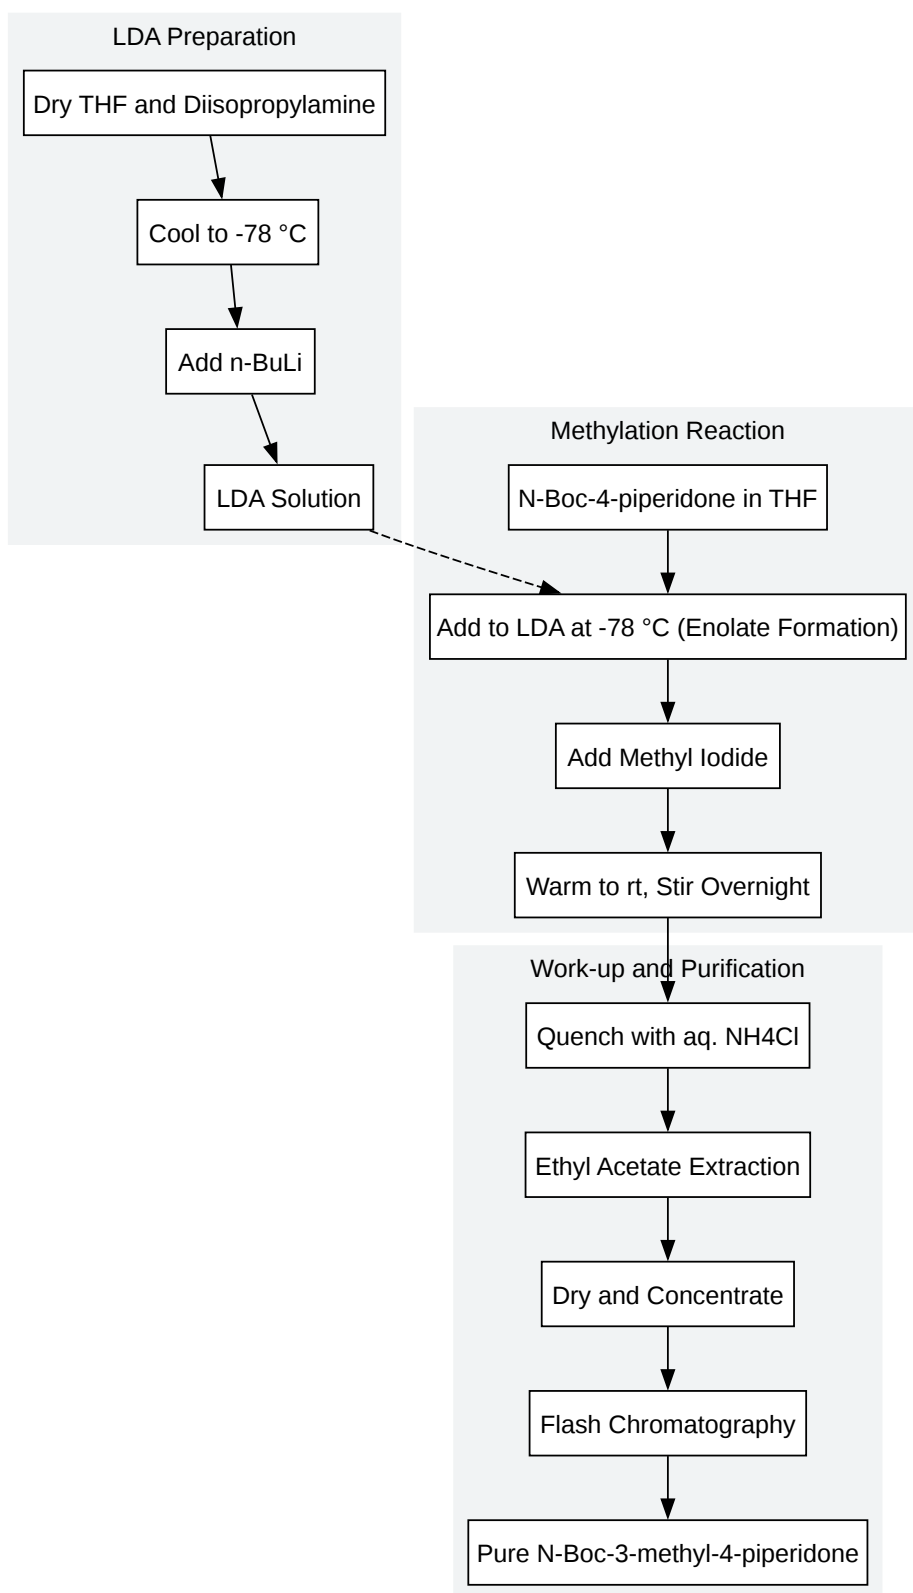 LDA Preparation
Dry THF and Diisopropylamine
Cool to -78 °C
Add n-BuLi
LDA Solution
Methylation Reaction
N-Boc-4-piperidone in THF
Add to LDA at -78 °C (Enolate Formation)
Add Methyl Iodide
Warm to rt, Stir Overnight
Work-up and Purification
Quench with aq. NH4Cl
Ethyl Acetate Extraction
Dry and Concentrate
Flash Chromatography
Pure N-Boc-3-methyl-4-piperidone